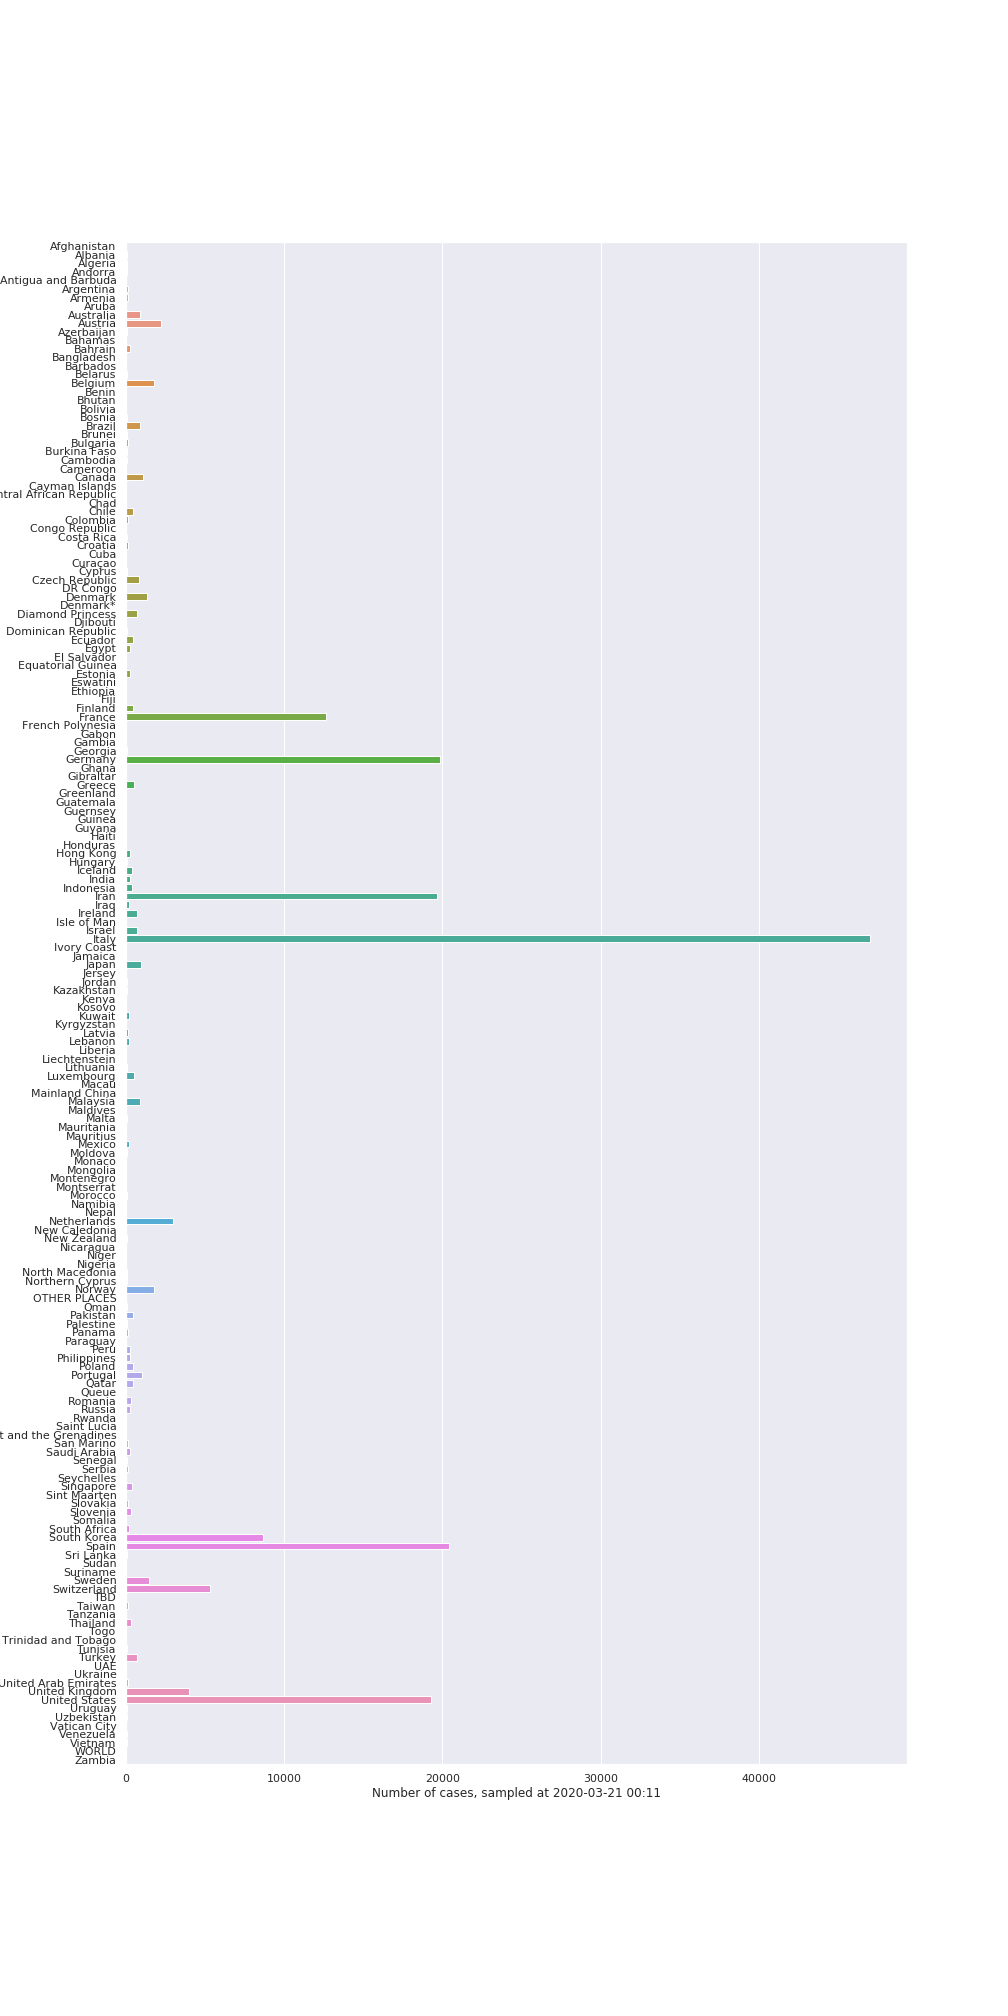 Afghanistan
Albania
Algeria
Andorra
Antigua and Barbuda
Argentina
Armenia
Aruba
Australia
Austria
Azerbaijan
Bahamas
Bahrain
Bangladesh
Barbados
Belarus
Belgium
Benin
Bhutan
Bolivia
Bosnia
Brazil
Brunei
Bulgaria
Burkina Faso
Cambodia
Cameroon
Canada
Cayman Islands
ntral African Republic
Chad
Chile
Colombia
Congo Republic
Costa Rica
Croatia
Cuba
Curaçao
Cyprus
Czech Republic
DR Congo
Denmark
Denmark*
Diamond Princess
Djibouti
Dominican Republic
Ecuador
Egypt
El Salvador
Equatorial Guinea
Estonia
Eswatini
Ethiopia
Fiji
Finland
France
French Polynesia
Gabon
Gambia
Georgia
Germany
Ghana
Gibraltar
Greece
Greenland
Guatemala
Guernsey
Guinea
Guyana
Haiti
Honduras
Hong Kong
Hungary
Iceland
India
Indonesia
Iran
Iraq
Ireland
Isle of Man
Israel
Italy
Ivory Coast
Jamaica
Japan
Jersey
Jordan
Kazakhstan
Kenya
Kosovo
Kuwait
Kyrgyzstan
Latvia
Lebanon
Liberia
Liechtenstein
Lithuania
Luxembourg
Macau
Mainland China
Malaysia
Maldives
Malta
Mauritania
Mauritius
Mexico
Moldova
Monaco
Mongolia
Montenegro
Montserrat
Morocco
Namibia
Nepal
Netherlands
New Caledonia
New Zealand
Nicaragua
Niger
Nigeria
North Macedonia
Northern Cyprus
Norway
OTHER PLACES
Oman
Pakistan
Palestine
Panama
Paraguay
Peru
Philippines
Poland
Portugal
Qatar
Queue
Romania
Russia
Rwanda
Saint Lucia
t and the Grenadines
San Marino
Saudi Arabia
Senegal
Serbia
Seychelles
Singapore
Sint Maarten
Slovakia
Slovenia
Somalia
South Africa
South Korea
Spain
Sri Lanka
Sudan
Suriname
Sweden
Switzerland
TBD
Taiwan
Tanzania
Thailand
Togo
Trinidad and Tobago
Tunisia
Turkey
UAE
Ukraine
United Arab Emirates
United Kingdom
United States
Uruguay
Uzbekistan
Vatican City
Venezuela
Vietnam
WORLD
Zambia
0 10000 20000 30000 40000
Number of cases, sampled at 2020-03-21 00:11